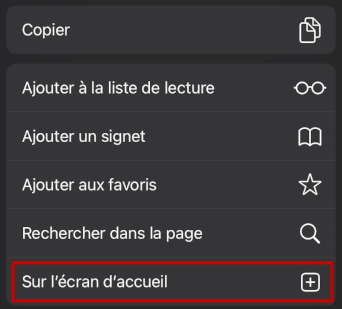 Copier
Ajouter à la liste de lecture
Ajouter un signet
Ajouter aux favoris
Rechercher dans la page
Sur l’écran d’accueil